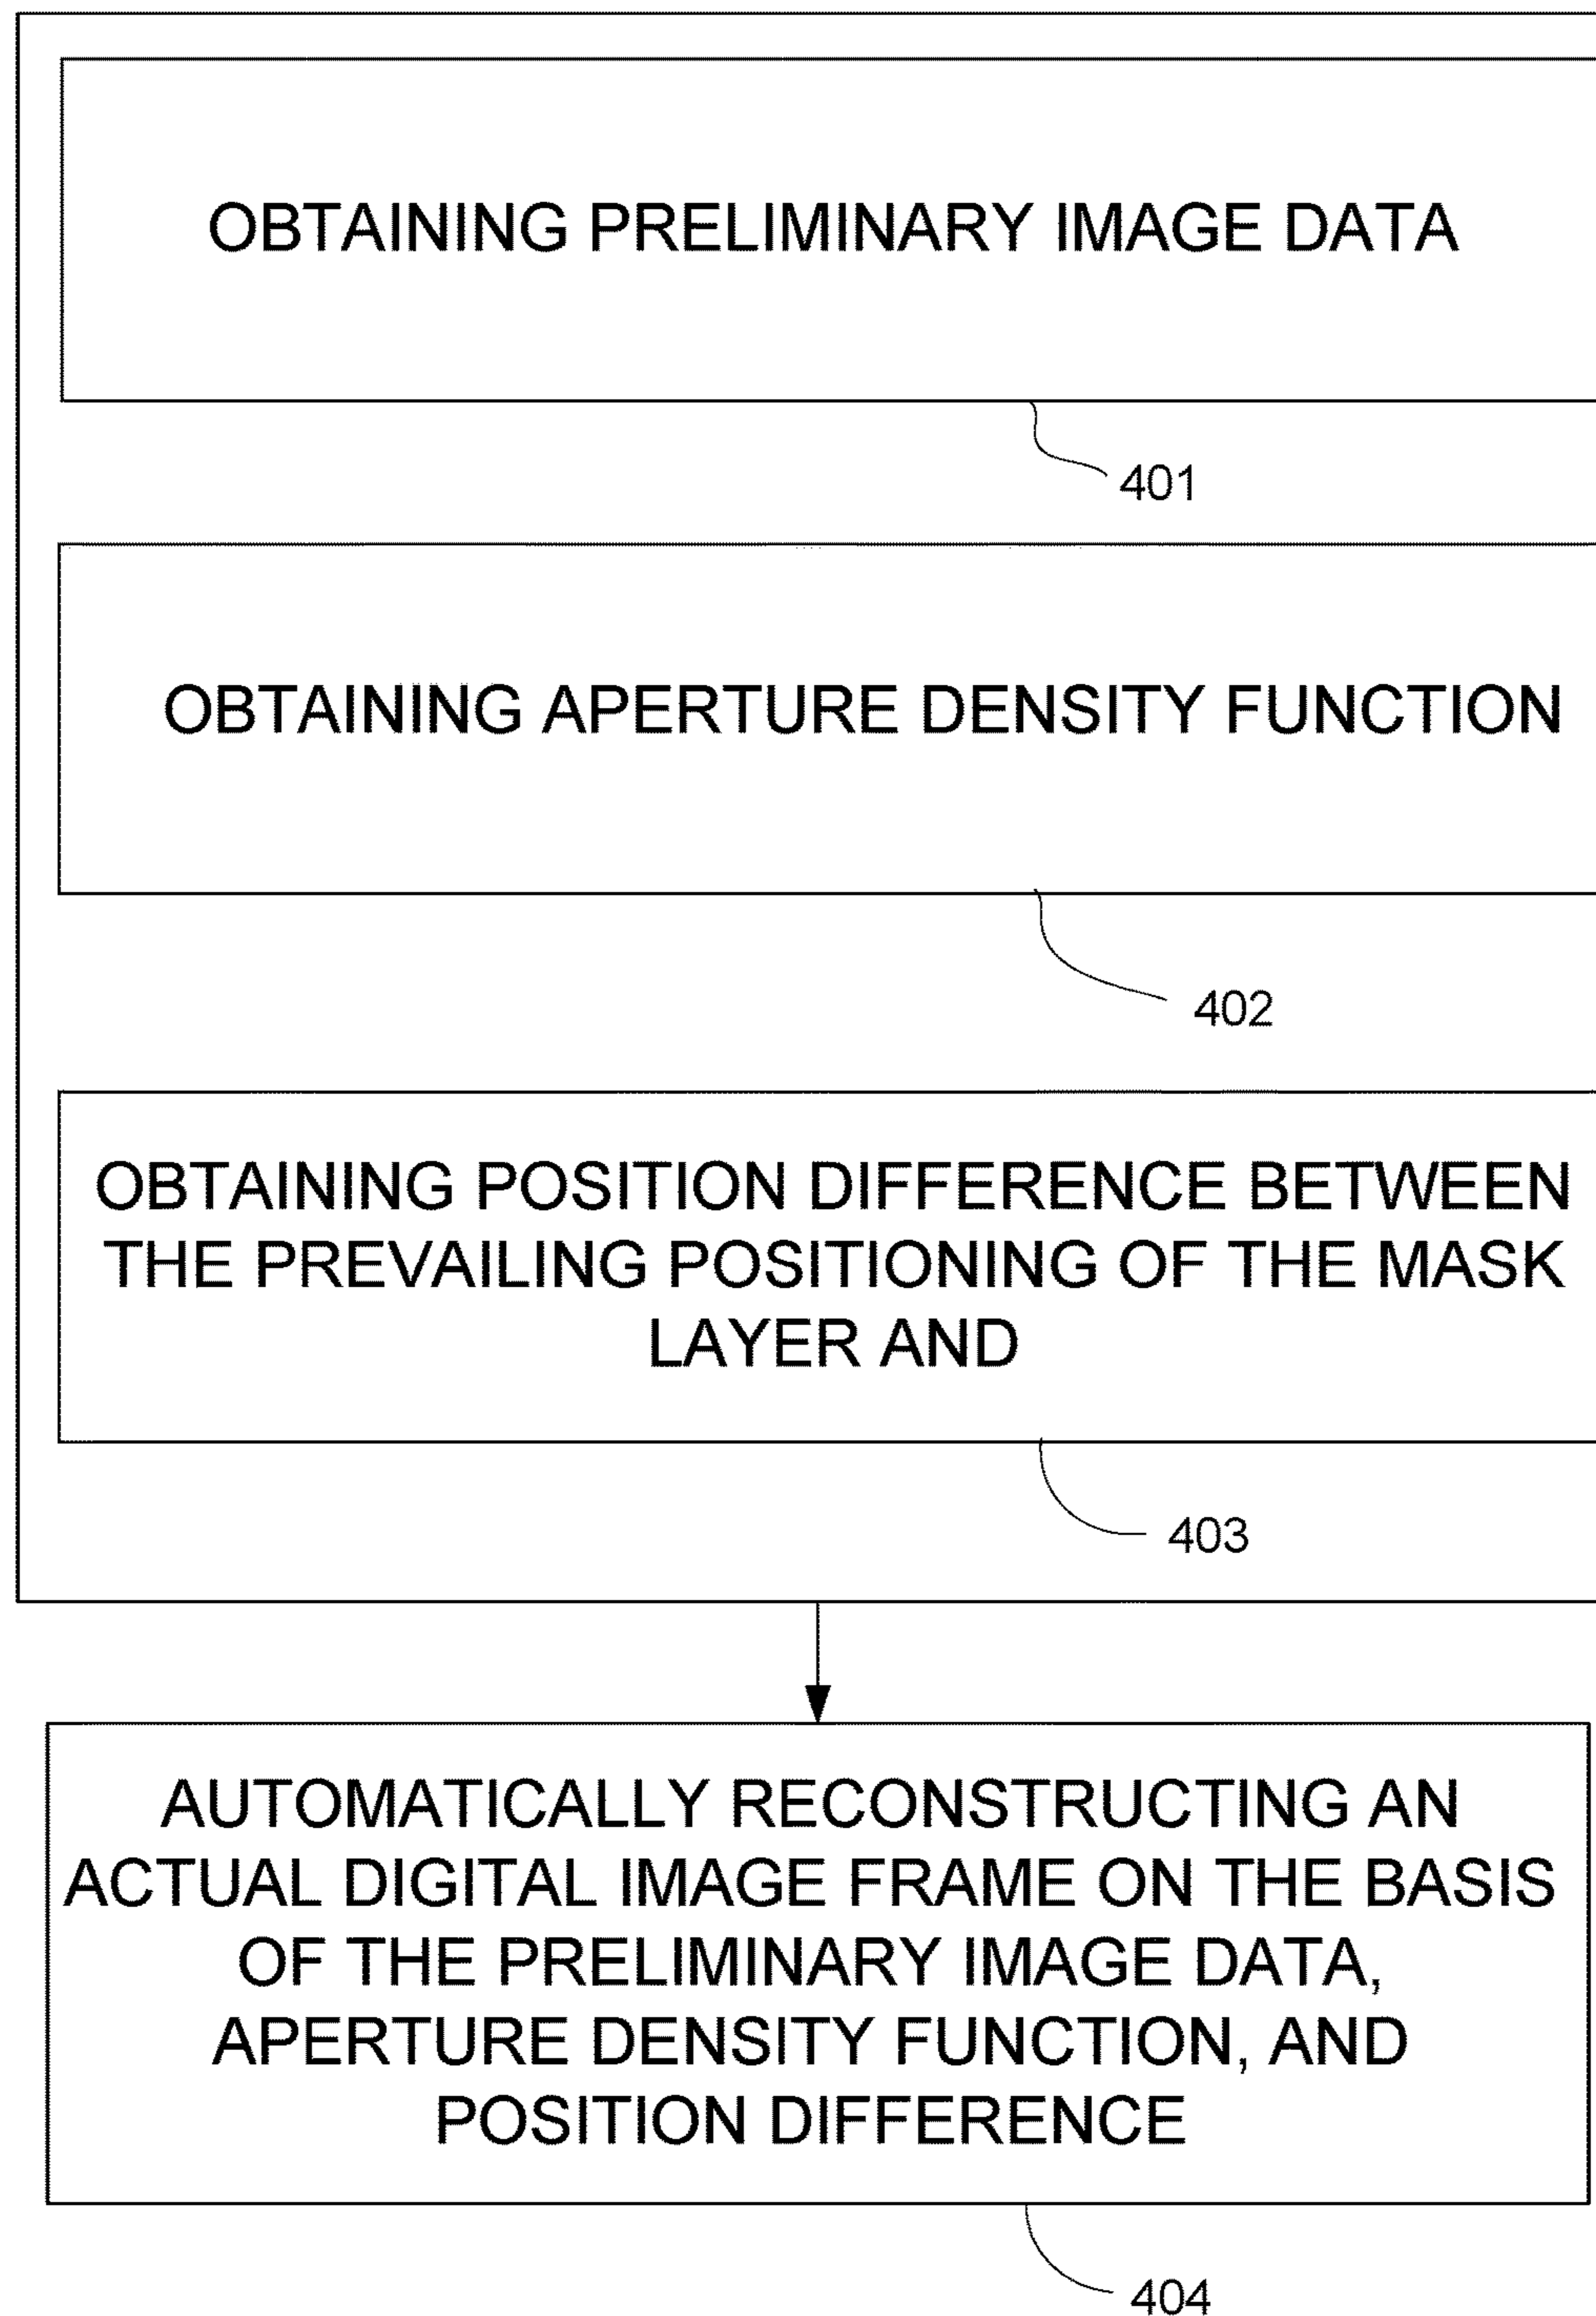 OBTAINING PRELIMINARY IMAGE DATA
401
OBTAINING APERTURE DENSITY FUNCTION
402
OBTAINING POSITION DIFFERENCE BETWEEN
THE PREVAILING POSITIONING OF THE MASK
LAYER AND
403
AUTOMATICALLY RECONSTRUCTING AN
ACTUAL DIGITAL IMAGE FRAME ON THE BASIS
OF THE PRELIMINARY IMAGE DATA,
APERTURE DENSITY FUNCTION, AND
POSITION DIFFERENCE
404